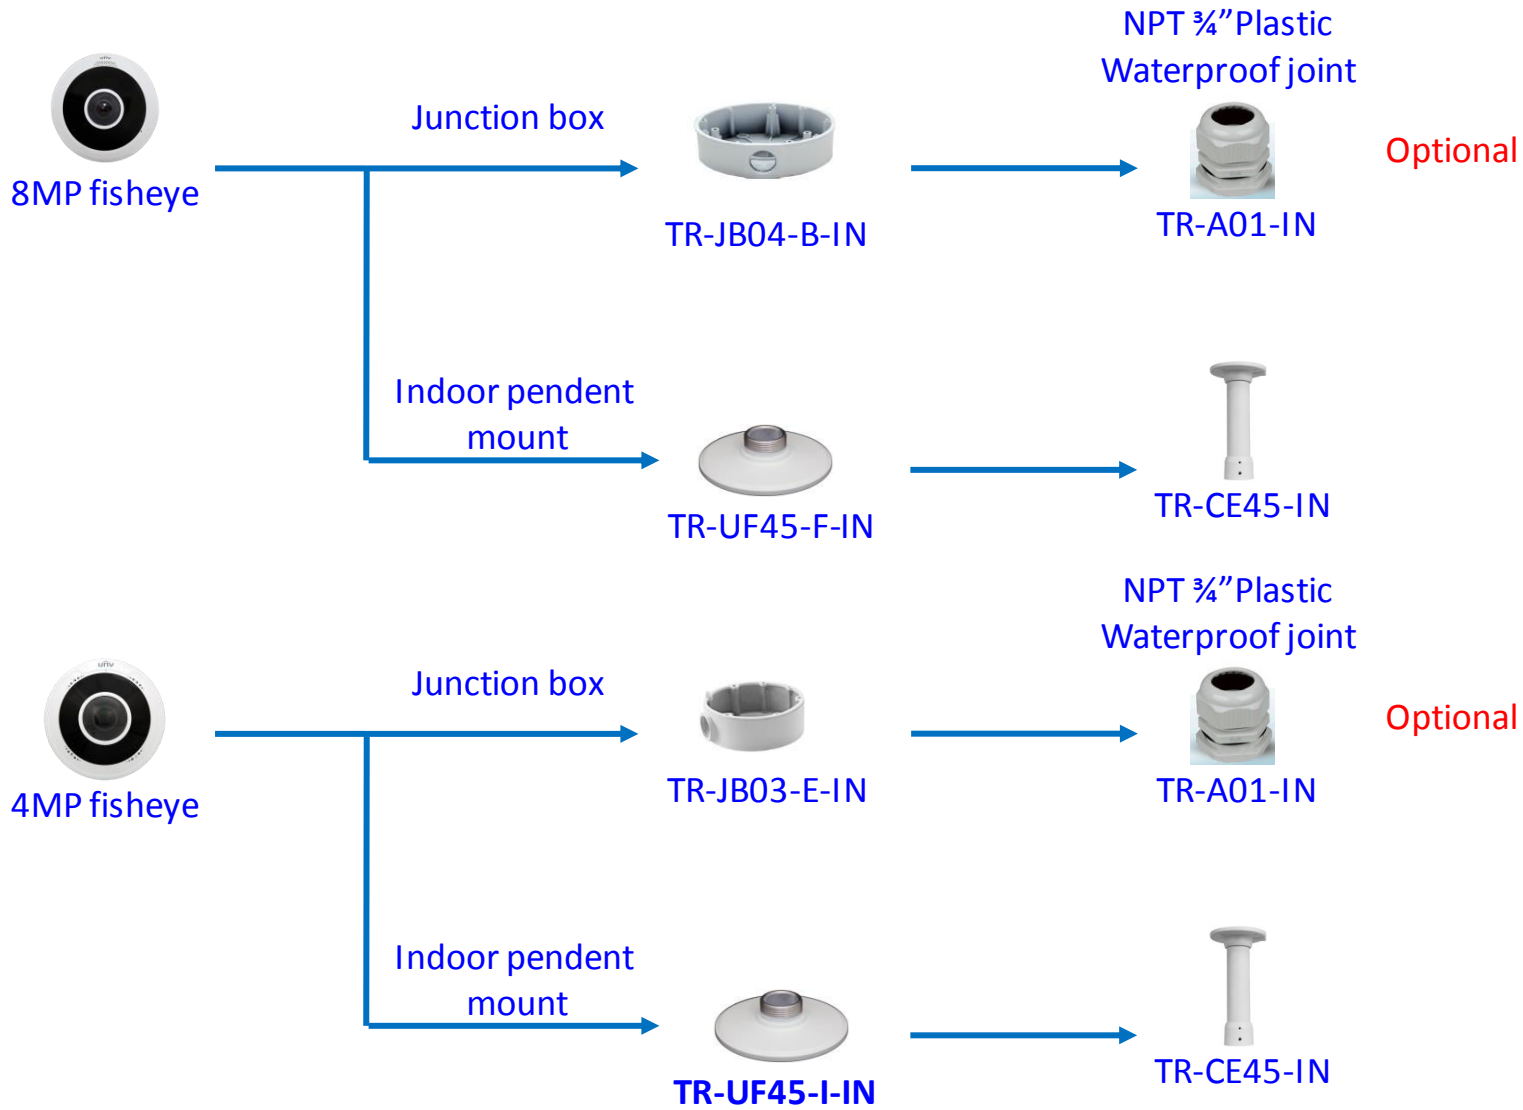 NPT ¾”Plastic
Waterproof joint
Junction box
Optional
8MP fisheye
TR-JB04-B-IN
TR-A01-IN
Indoor pendent
mount
TR-UF45-F-IN
TR-CE45-IN
NPT ¾”Plastic
Waterproof joint
unv
Junction box
Optional
4MP fisheye
TR-JB03-E-IN
TR-A01-IN
Indoor pendent
mount
TR-UF45-I-IN
TR-CE45-IN